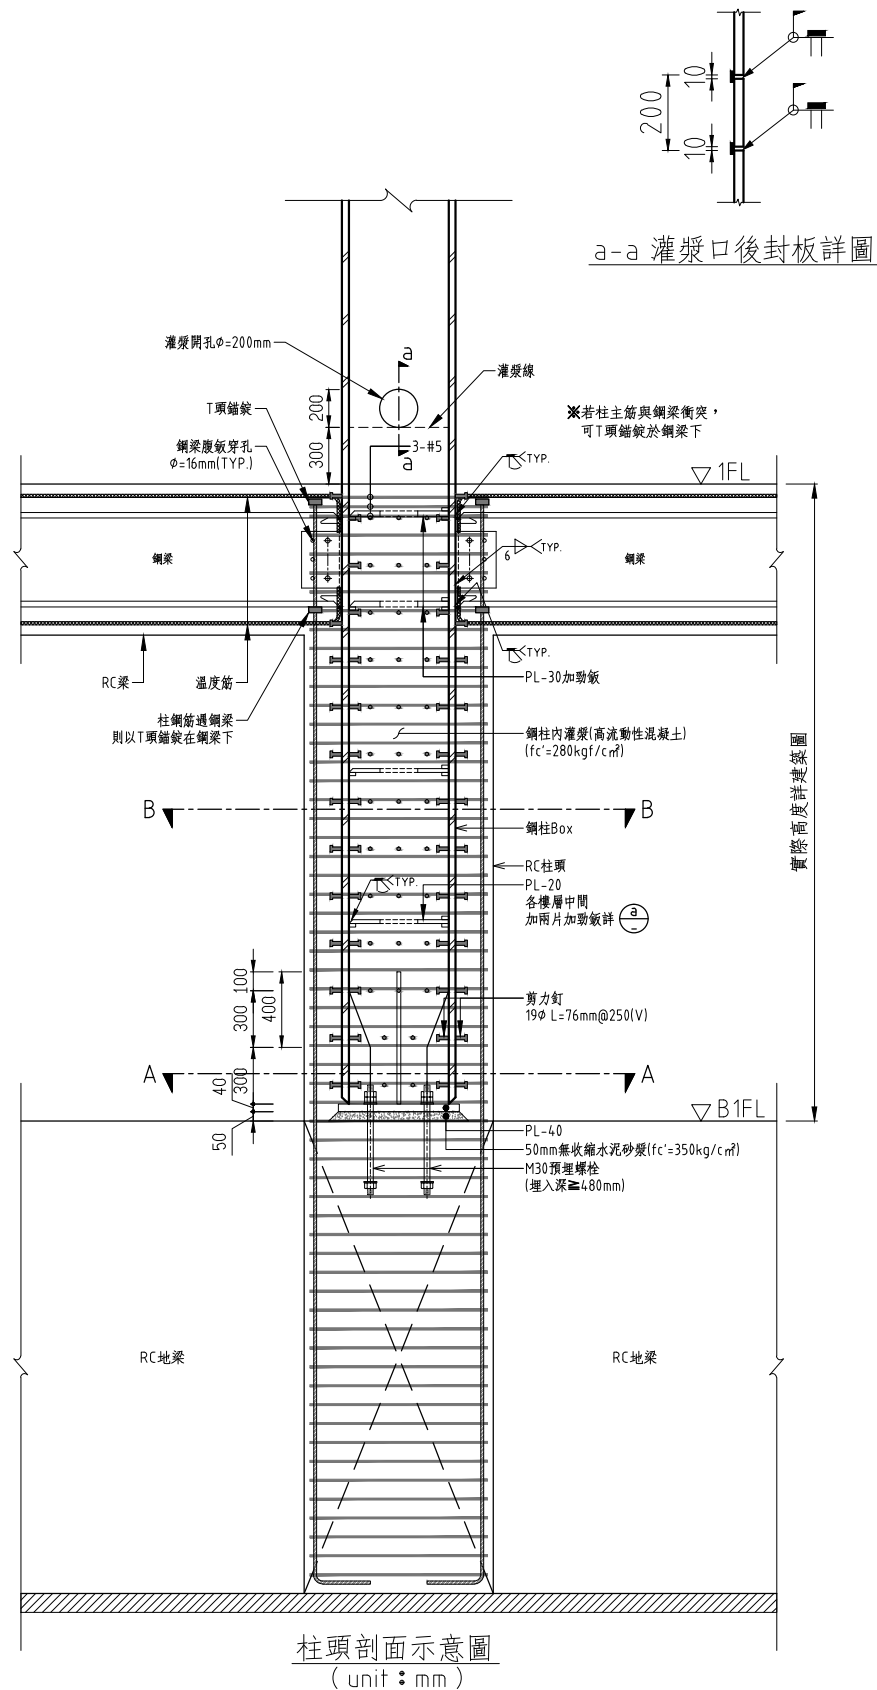 10
200
10
a-a 灌漿口後封板詳圖
灌漿開孔φ=200mm
a
灌漿線
T頭錨錠
200
※若柱主筋與鋼梁衝突，
可T頭錨錠於鋼梁下
鋼梁腹鈑穿孔
φ=16mm(TYP.)
300
3-#5
a
TYP.
1FL
鋼梁
6
TYP.
鋼梁
TYP.
RC梁
溫度筋
PL-30加勁鈑
柱鋼筋遇鋼梁
則以T頭錨錠在鋼梁下
鋼柱內灌漿(高流動性混凝土)
(fc'=280kgf/c㎡)
實際高度詳建築圖
B
B
鋼柱Box
RC柱頭
TYP.
PL-20
各樓層中間
加兩片加勁鈑詳
a
-
100
300
400
剪力釘
19φ L=76mm@250(V)
A
A
40
300
B1FL
50
PL-40
50mm無收縮水泥砂漿(fc'=350kg/c㎡)
M30預埋螺栓
(埋入深≧480mm)
RC地梁
RC地梁
柱頭剖面示意圖
( unit：mm )